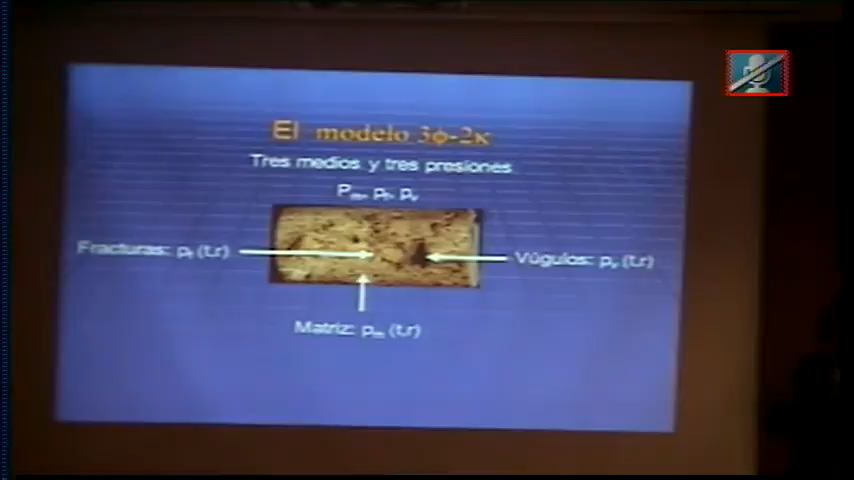 El modelo 3ϕ-2κ
Tres medios y tres presiones.
Pm, pf, pv
Fracturas: pf (t,r)
Vúgulos: pv (t,r)
Matriz: pm (t,r)